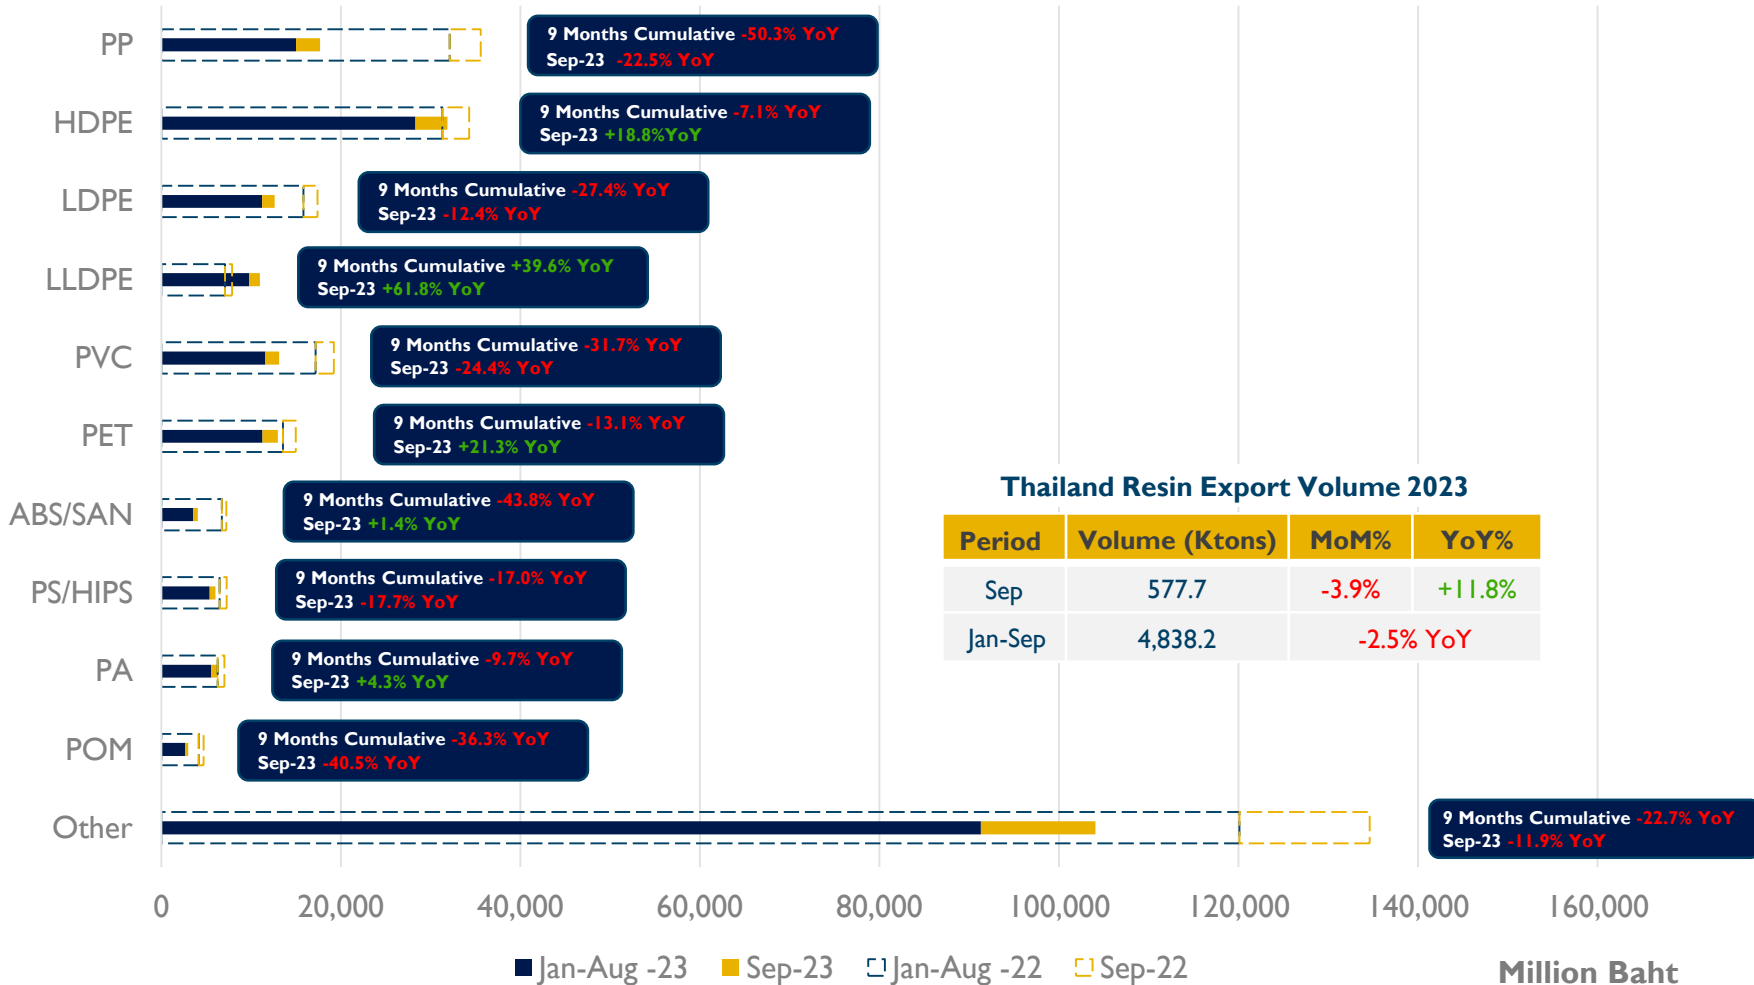 PP
9 Months Cumulative -50.3% YoY
Sep-23 -22.5% YoY
HDPE
9 Months Cumulative -7.1% YoY
Sep-23 +18.8%YoY
LDPE
9 Months Cumulative -27.4% YoY
Sep-23 -12.4% YoY
LLDPE
9 Months Cumulative +39.6% YoY
Sep-23 +61.8% YoY
PVC
9 Months Cumulative -31.7% YoY
Sep-23 -24.4% YoY
PET
9 Months Cumulative -13.1% YoY
Sep-23 +21.3% YoY
ABS/SAN
9 Months Cumulative -43.8% YoY
Sep-23 +1.4% YoY
PS/HIPS
9 Months Cumulative -17.0% YoY
Sep-23 -17.7% YoY
PA
9 Months Cumulative -9.7% YoY
Sep-23 +4.3% YoY
POM
9 Months Cumulative -36.3% YoY
Sep-23 -40.5% YoY
Other
9 Months Cumulative -22.7% YoY
Sep-23 -11.9% YoY
Thailand Resin Export Volume 2023
Period Volume (Ktons) MoM% YoY%
Sep 577.7 -3.9% +11.8%
Jan-Sep 4,838.2 -2.5% YoY
0 20,000 40,000 60,000 80,000 100,000 120,000 140,000 160,000
Jan-Aug -23 Sep-23 Jan-Aug -22 Sep-22
Million Baht